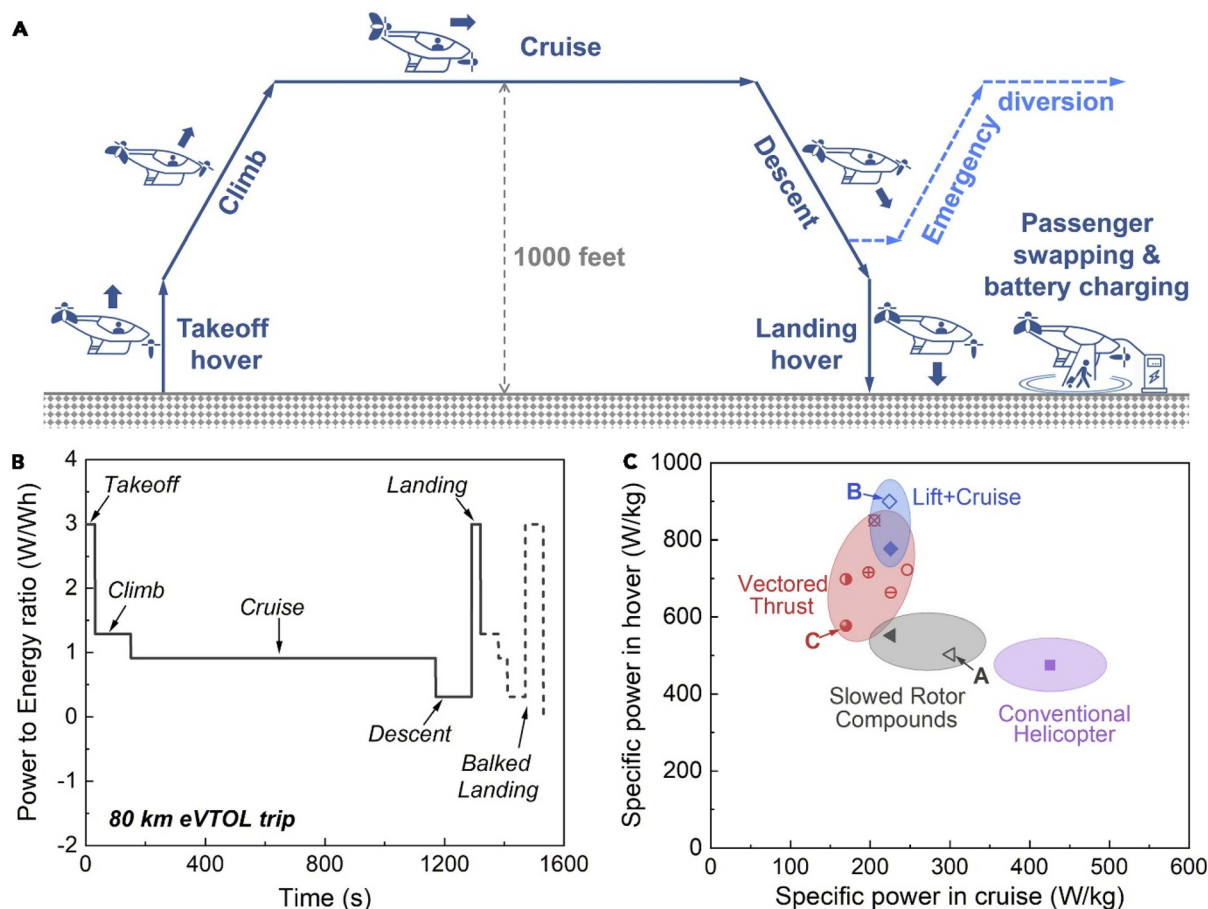 A
Cruise
Climb
1000 feet
Descent
Emergency
diversion
Takeoff
hover
Landing
hover
Passenger
swapping &
battery charging
B
Power to Energy ratio (W/Wh)
4
3
2
1
0
-1
-2
Takeoff
Climb
Cruise
Descent
Landing
Balked
Landing
80 km eVTOL trip
0
400
800
1200
1600
Time (s)
C
Specific power in hover (W/kg)
1000
800
600
400
200
0
B
Lift+Cruise
Vectored
Thrust
C
A
Slowed Rotor
Compounds
Conventional
Helicopter
0
100
200
300
400
500
600
Specific power in cruise (W/kg)